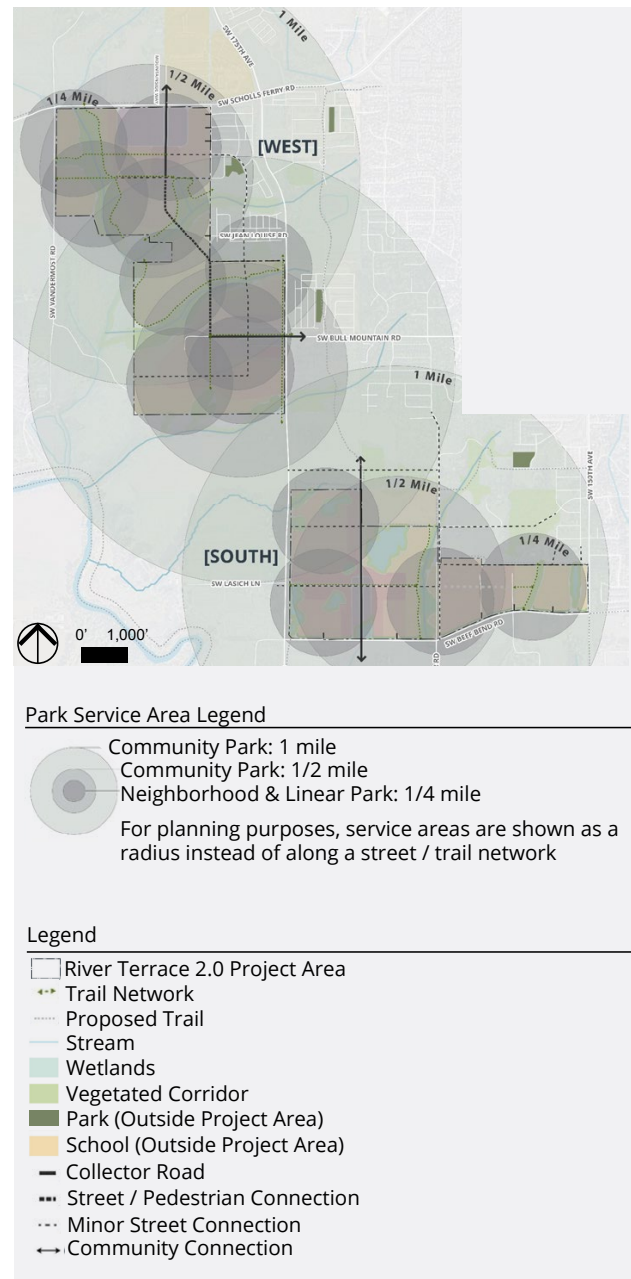 1 Mile
SW 175TH AVE
1/2 Mile
SW SCHOLLS FERRY RD
1/4 Mile
[WEST]
SW JEAN LOUISE RD
SW VANDERMOST RD
SW BULL MOUNTAIN RD
1 Mile
SW 150TH AVE
1/2 Mile
1/4 Mile
[SOUTH]
SW LASICH LN
SW BEEF BEND RD
RD
0' 1,000'
Park Service Area Legend
Community Park: 1 mile
Community Park: 1/2 mile
Neighborhood & Linear Park: 1/4 mile
For planning purposes, service areas are shown as a
radius instead of along a street / trail network
Legend
River Terrace 2.0 Project Area
Trail Network
Proposed Trail
Stream
Wetlands
Vegetated Corridor
Park (Outside Project Area)
School (Outside Project Area)
Collector Road
Street / Pedestrian Connection
Minor Street Connection
Community Connection